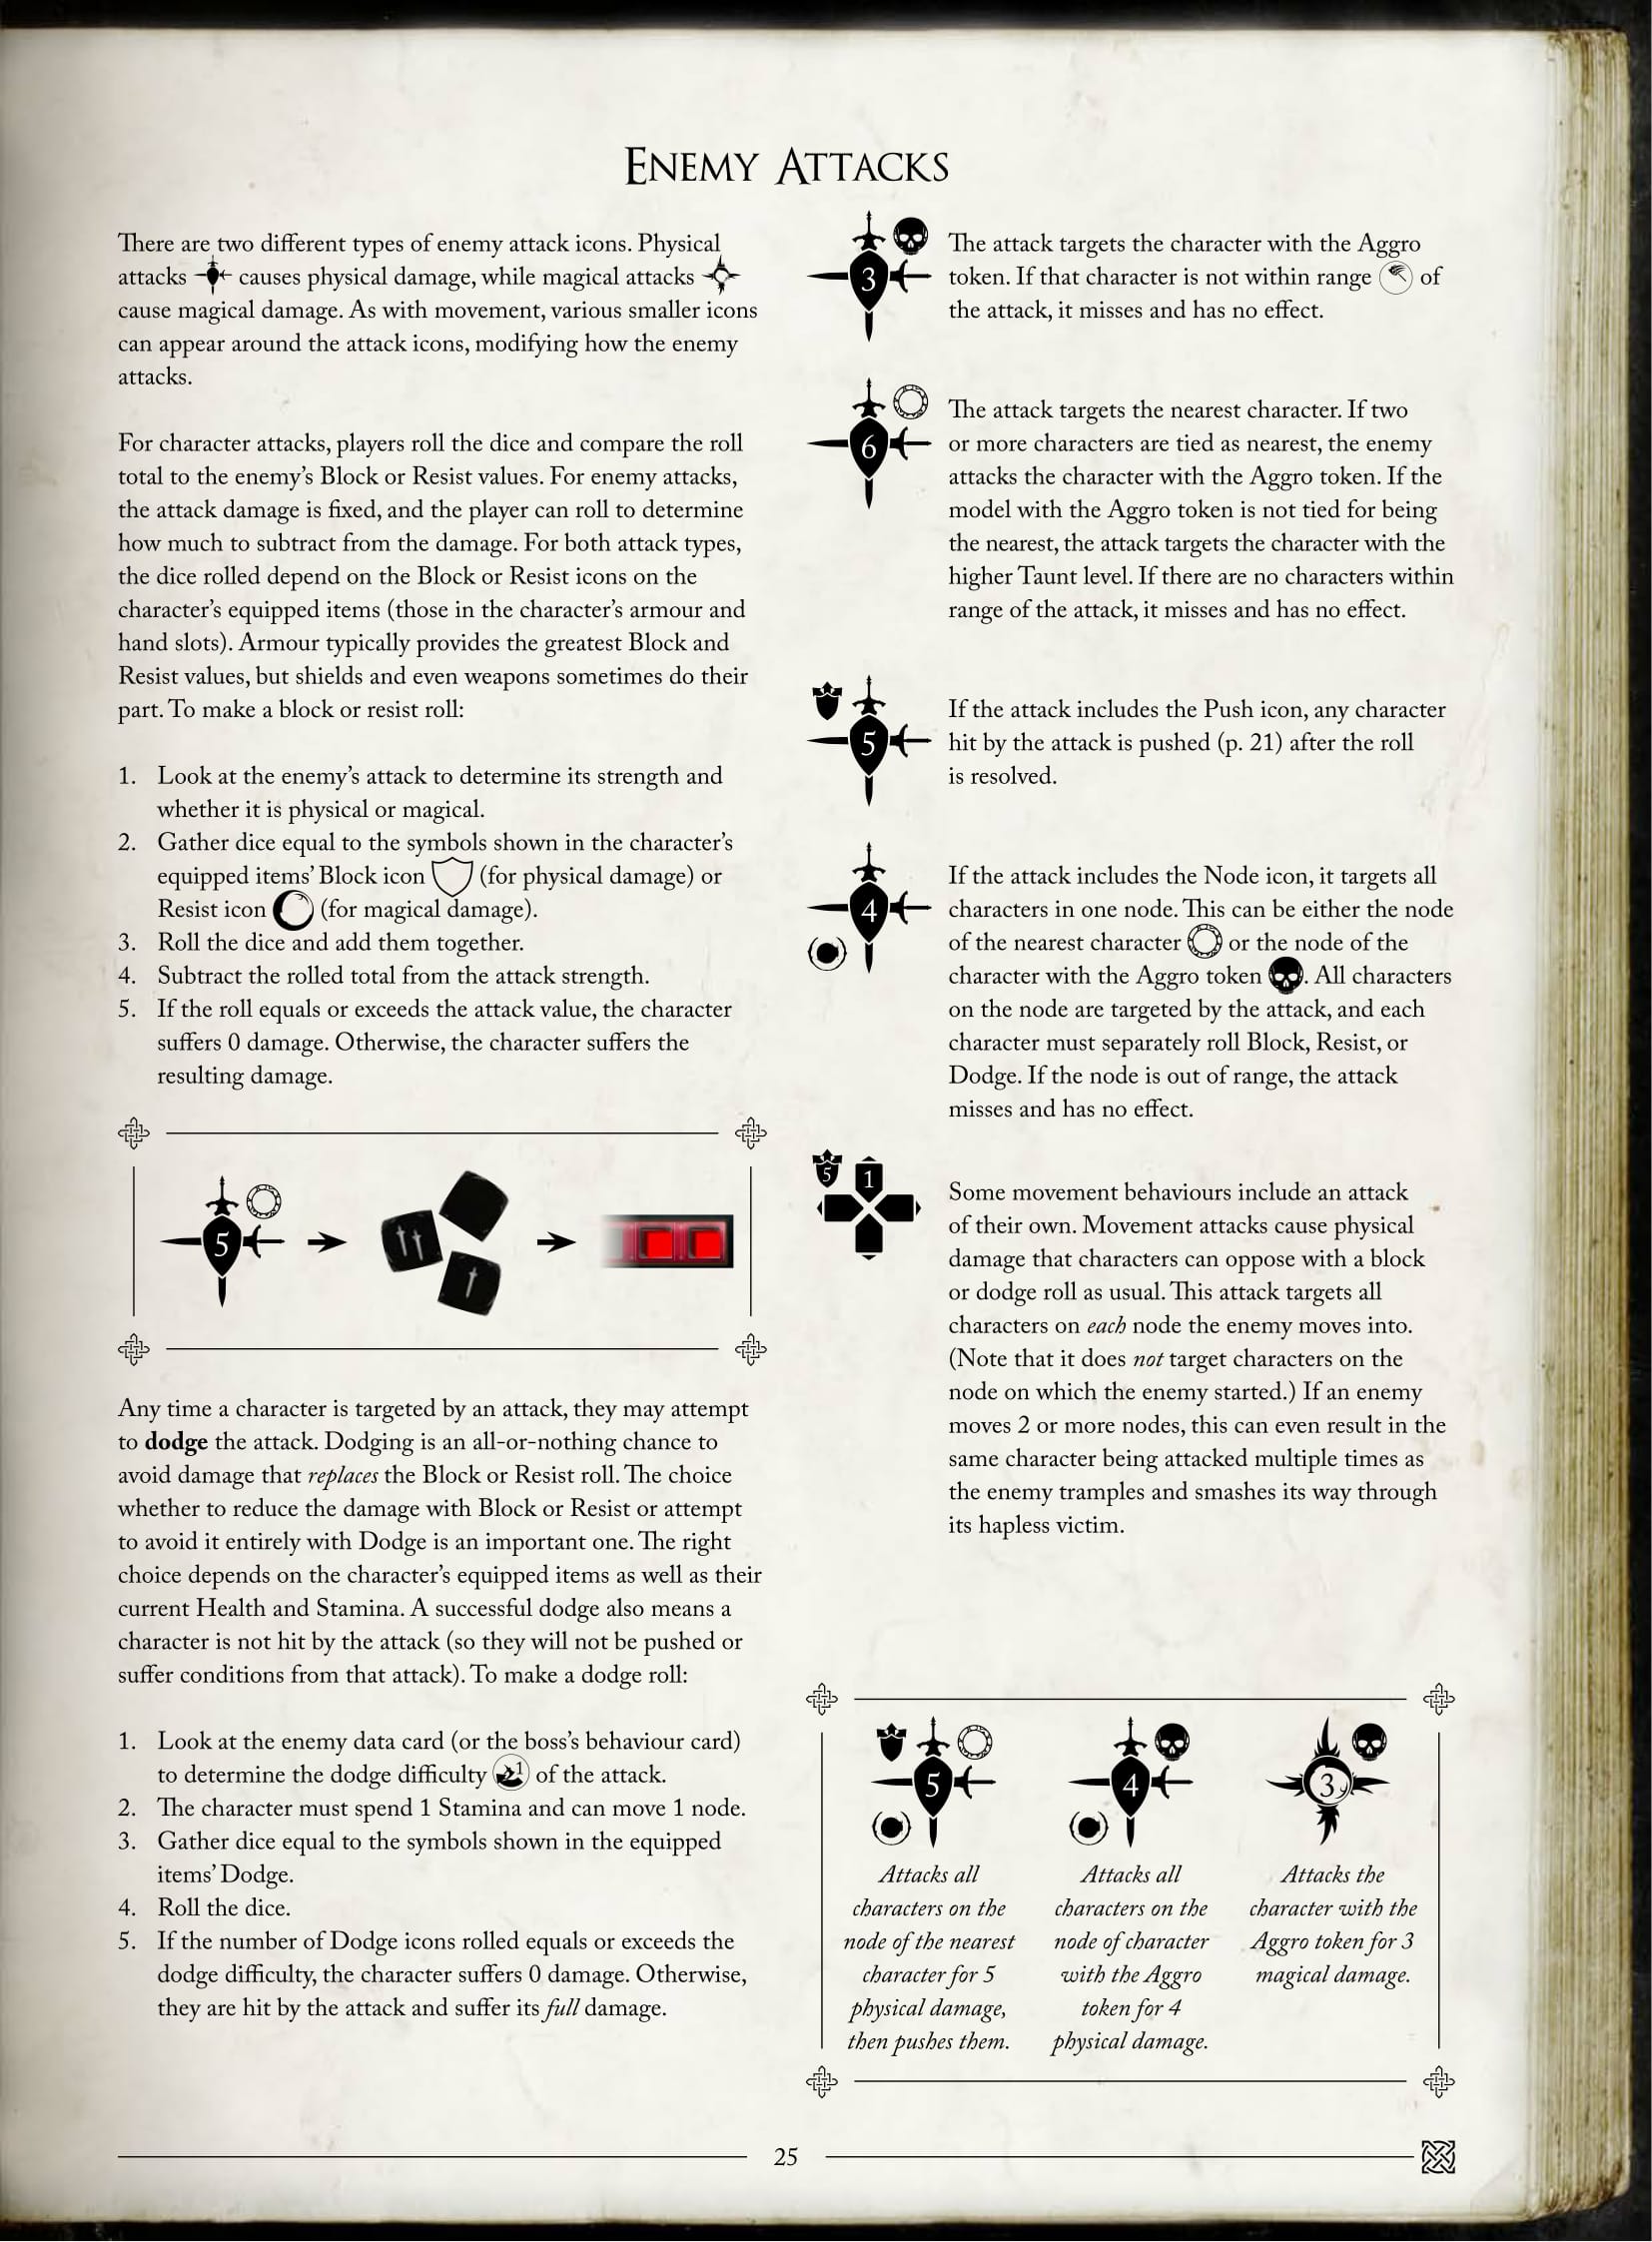 Enemy Attacks
There are two different types of enemy attack icons. Physical
attacks causes physical damage, while magical attacks
cause magical damage. As with movement, various smaller icons
can appear around the attack icons, modifying how the enemy
attacks.
For character attacks, players roll the dice and compare the roll
total to the enemy's Block or Resist values. For enemy attacks,
the attack damage is fixed, and the player can roll to determine
how much to subtract from the damage. For both attack types,
the dice rolled depend on the Block or Resist icons on the
character's equipped items (those in the character's armour and
hand slots). Armour typically provides the greatest Block and
Resist values, but shields and even weapons sometimes do their
part. To make a block or resist roll:
1. Look at the enemy's attack to determine its strength and
whether it is physical or magical.
2. Gather dice equal to the symbols shown in the character's
equipped items' Block icon (for physical damage) or
Resist icon (for magical damage).
3. Roll the dice and add them together.
4. Subtract the rolled total from the attack strength.
5. If the roll equals or exceeds the attack value, the character
suffers 0 damage. Otherwise, the character suffers the
resulting damage.
5
Any time a character is targeted by an attack, they may attempt
to dodge the attack. Dodging is an all-or-nothing chance to
avoid damage that replaces the Block or Resist roll. The choice
whether to reduce the damage with Block or Resist or attempt
to avoid it entirely with Dodge is an important one. The right
choice depends on the character's equipped items as well as their
current Health and Stamina. A successful dodge also means a
character is not hit by the attack (so they will not be pushed or
suffer conditions from that attack). To make a dodge roll:
1. Look at the enemy data card (or the boss's behaviour card)
to determine the dodge difficulty 1 of the attack.
2. The character must spend 1 Stamina and can move 1 node.
3. Gather dice equal to the symbols shown in the equipped
items' Dodge.
4. Roll the dice.
5. If the number of Dodge icons rolled equals or exceeds the
dodge difficulty, the character suffers 0 damage. Otherwise,
they are hit by the attack and suffer its full damage.
3
The attack targets the character with the Aggro
token. If that character is not within range of
the attack, it misses and has no effect.
6
The attack targets the nearest character. If two
or more characters are tied as nearest, the enemy
attacks the character with the Aggro token. If the
model with the Aggro token is not tied for being
the nearest, the attack targets the character with the
higher Taunt level. If there are no characters within
range of the attack, it misses and has no effect.
5
If the attack includes the Push icon, any character
hit by the attack is pushed (p. 21) after the roll
is resolved.
4
If the attack includes the Node icon, it targets all
characters in one node. This can be either the node
of the nearest character or the node of the
character with the Aggro token. All characters
on the node are targeted by the attack, and each
character must separately roll Block, Resist, or
Dodge. If the node is out of range, the attack
misses and has no effect.
5 1
Some movement behaviours include an attack
of their own. Movement attacks cause physical
damage that characters can oppose with a block
or dodge roll as usual. This attack targets all
characters on each node the enemy moves into.
(Note that it does not target characters on the
node on which the enemy started.) If an enemy
moves 2 or more nodes, this can even result in the
same character being attacked multiple times as
the enemy tramples and smashes its way through
its hapless victim.
5
Attacks all
characters on the
node of the nearest
character for 5
physical damage,
then pushes them.
4
Attacks all
characters on the
node of character
with the Aggro
token for 4
physical damage.
3
Attacks the
character with the
Aggro token for 3
magical damage.
25